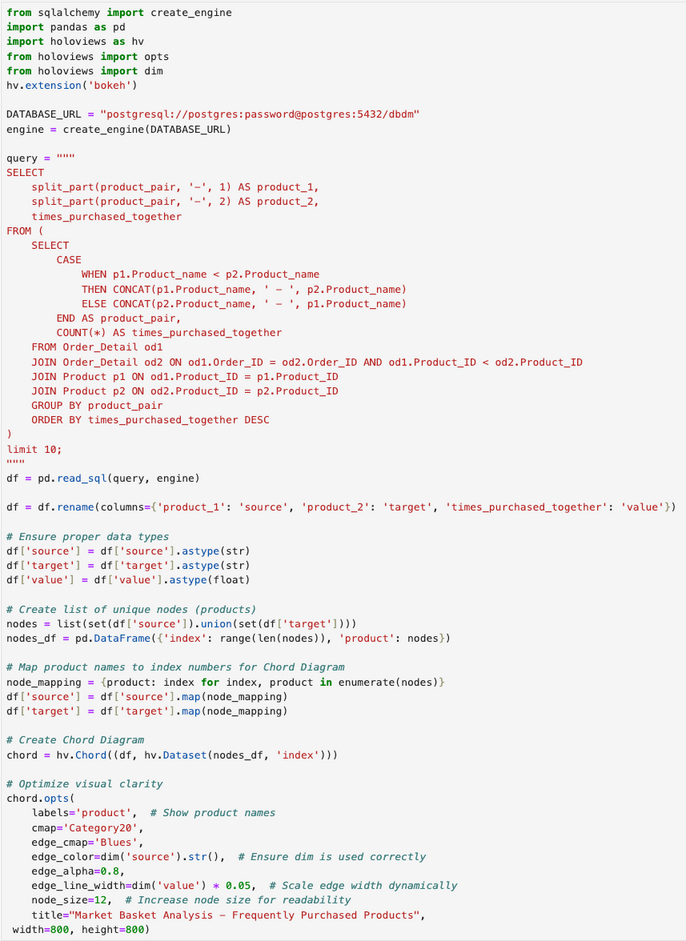 from sqlalchemy import create_engine
import pandas as pd
import holoviews as hv
from holoviews import opts
from holoviews import dim
hv.extension('bokeh')

DATABASE_URL = "postgresql://postgres:password@postgres:5432/dbdm"
engine = create_engine(DATABASE_URL)

query = """
SELECT
    split_part(product_pair, '-', 1) AS product_1,
    split_part(product_pair, '-', 2) AS product_2,
    times_purchased_together
FROM (
    SELECT
        CASE
            WHEN p1.Product_name < p2.Product_name
            THEN CONCAT(p1.Product_name, ' - ', p2.Product_name)
            ELSE CONCAT(p2.Product_name, ' - ', p1.Product_name)
        END AS product_pair,
        COUNT(*) AS times_purchased_together
    FROM Order_Detail od1
    JOIN Order_Detail od2 ON od1.Order_ID = od2.Order_ID AND od1.Product_ID < od2.Product_ID
    JOIN Product p1 ON od1.Product_ID = p1.Product_ID
    JOIN Product p2 ON od2.Product_ID = p2.Product_ID
    GROUP BY product_pair
    ORDER BY times_purchased_together DESC
)
limit 10;
"""
df = pd.read_sql(query, engine)

df = df.rename(columns={'product_1': 'source', 'product_2': 'target', 'times_purchased_together': 'value'})

# Ensure proper data types
df['source'] = df['source'].astype(str)
df['target'] = df['target'].astype(str)
df['value'] = df['value'].astype(float)

# Create list of unique nodes (products)
nodes = list(set(df['source']).union(set(df['target'])))
nodes_df = pd.DataFrame({'index': range(len(nodes)), 'product': nodes})

# Map product names to index numbers for Chord Diagram
node_mapping = {product: index for index, product in enumerate(nodes)}
df['source'] = df['source'].map(node_mapping)
df['target'] = df['target'].map(node_mapping)

# Create Chord Diagram
chord = hv.Chord((df, hv.Dataset(nodes_df, 'index')))

# Optimize visual clarity
chord.opts(
    labels='product',  # Show product names
    cmap='Category20',
    edge_cmap='Blues',
    edge_color=dim('source').str(),  # Ensure dim is used correctly
    edge_alpha=0.8,
    edge_line_width=dim('value') * 0.05,  # Scale edge width dynamically
    node_size=12,  # Increase node size for readability
    title="Market Basket Analysis - Frequently Purchased Products",
 width=800, height=800)